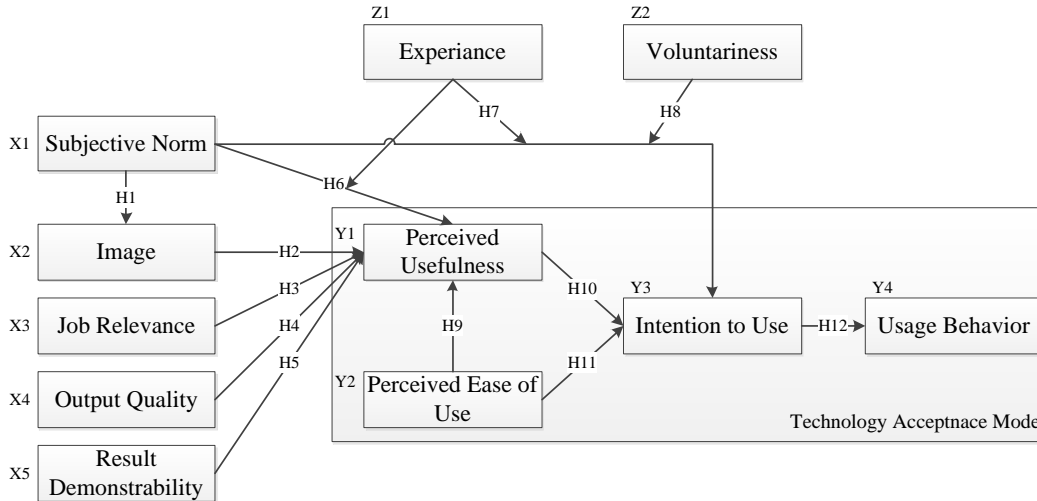 Z1
Z2
Experiance
Voluntariness
H7
H8
X1
Subjective Norm
H6
H1
X2
Image
H2
Y1
Perceived
Usefulness
H3
H10
Y3
Y4
X3
Job Relevance
H4
H9
Intention to Use
H12
Usage Behavior
H5
H11
X4
Output Quality
Y2
Perceived Ease of
Use
Technology Acceptnace Mode
X5
Result
Demonstrability